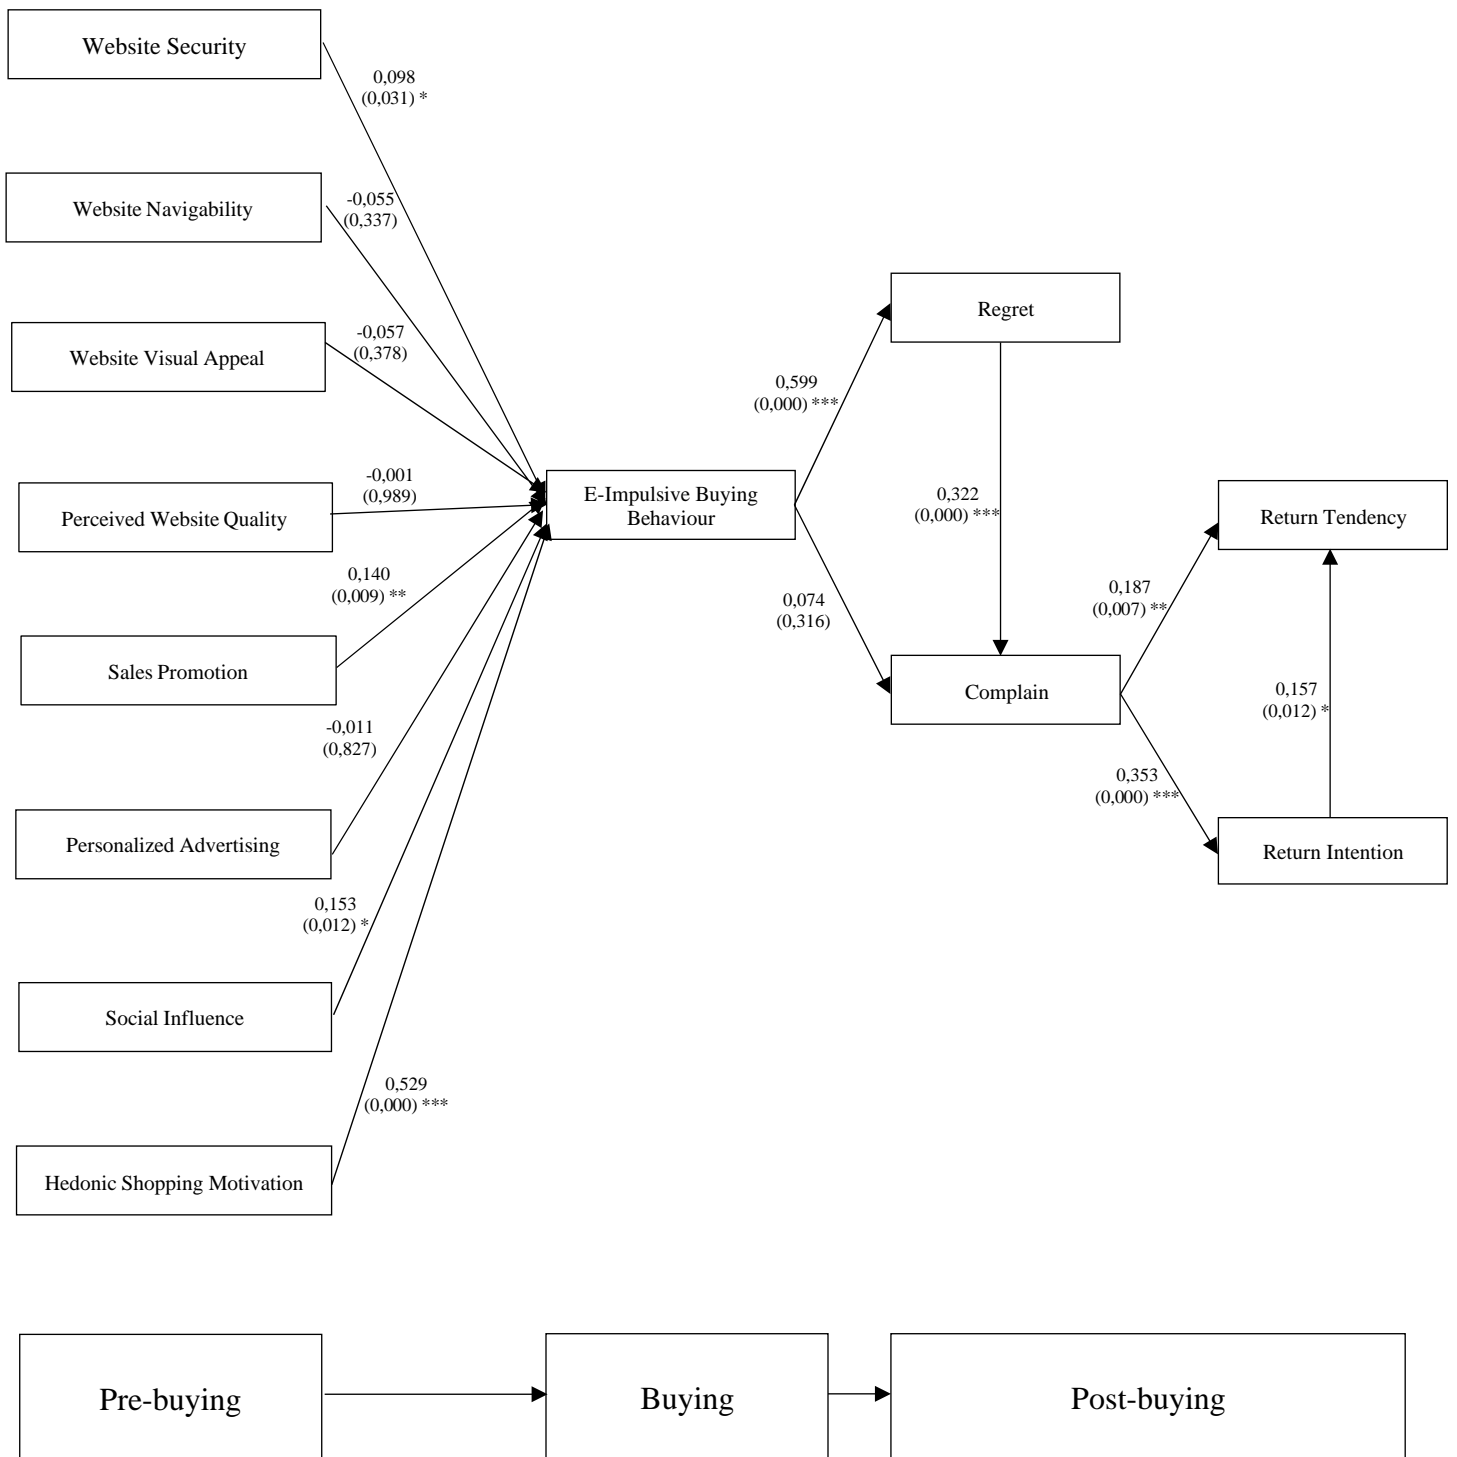 Website Security
0,098
(0,031) *
Website Navigability
-0,055
(0,337)
Website Visual Appeal
-0,057
(0,378)
Perceived Website Quality
-0,001
(0,989)
Sales Promotion
0,140
(0,009) **
Personalized Advertising
-0,011
(0,827)
Social Influence
0,153
(0,012) *
Hedonic Shopping Motivation
0,529
(0,000) ***
E-Impulsive Buying
Behaviour
0,599
(0,000) ***
0,074
(0,316)
Regret
0,322
(0,000) ***
Complain
0,187
(0,007) **
0,353
(0,000) ***
Return Tendency
0,157
(0,012) *
Return Intention
Pre-buying
Buying
Post-buying